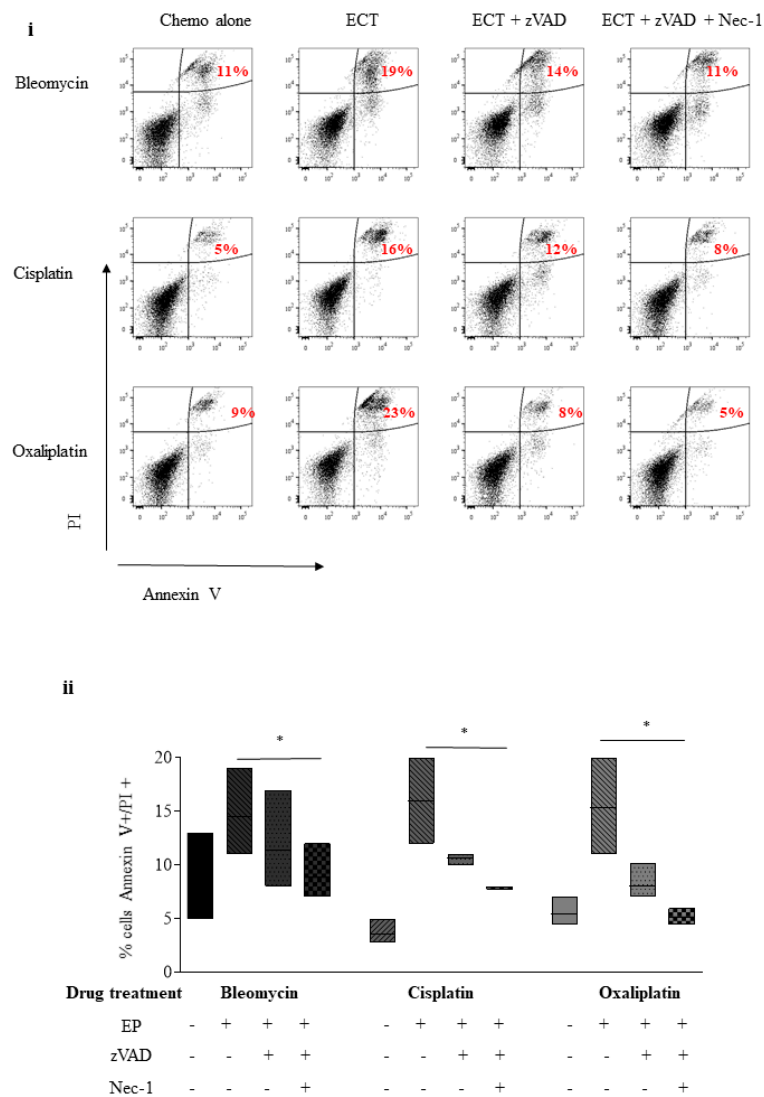 i
Chemo alone ECT ECT + zVAD ECT + zVAD + Nec-1
Bleomycin
11% 19% 14% 11%
Cisplatin
5% 16% 12% 8%
Oxaliplatin
9% 23% 8% 5%
PI
Annexin V
ii
* * *
% cells Annexin V+/PI +
20
15
10
5
0
Drug treatment Bleomycin Cisplatin Oxaliplatin
EP - + + + - + + + - + + +
zVAD - - + + - - + + - - + +
Nec-1 - - - + - - - + - - - +